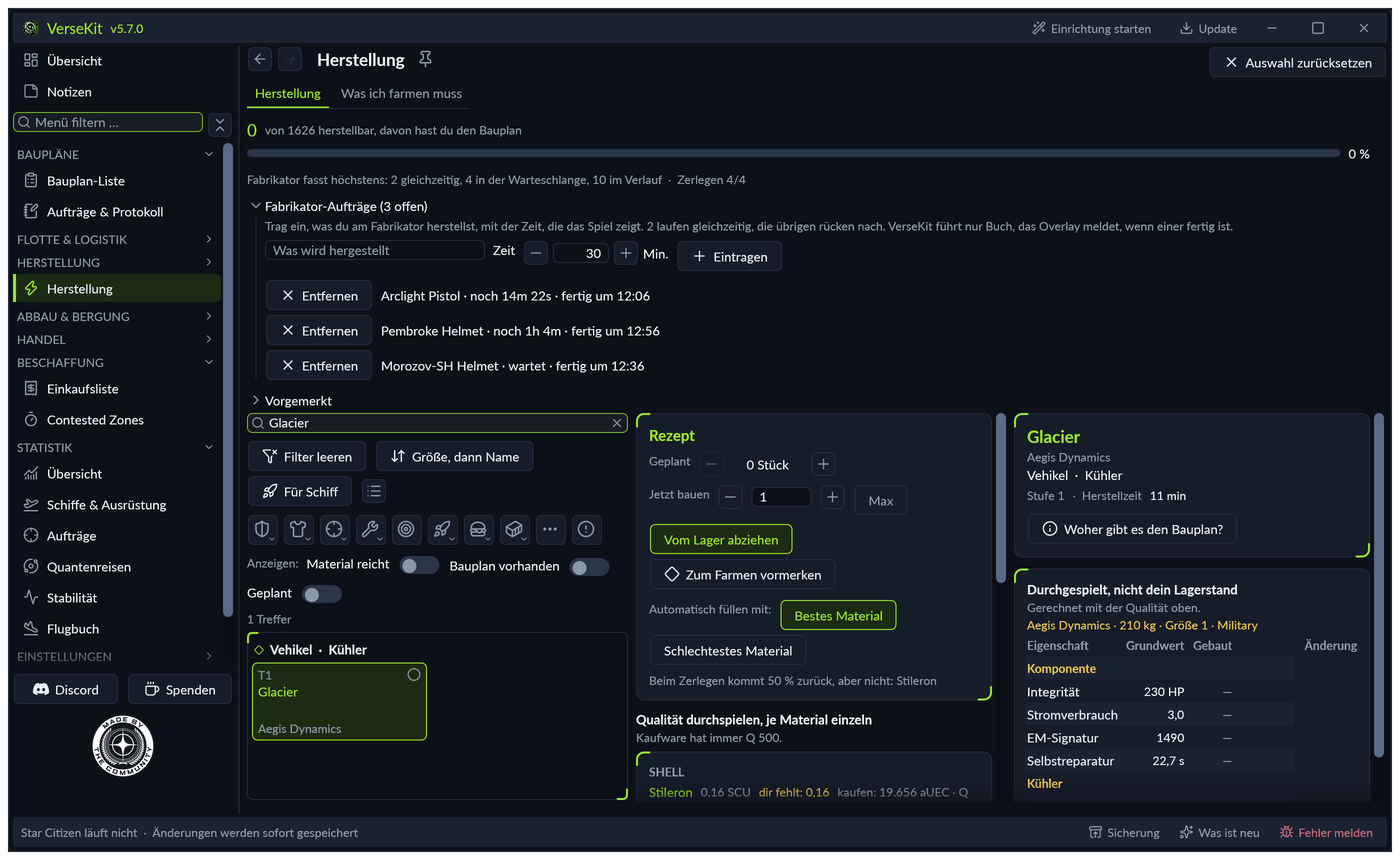 VerseKit v5.7.0
Einrichtung starten
Update
Übersicht
Notizen
Menü filtern ...
BAUPLÄNE
Bauplan-Liste
Aufträge & Protokoll
FLOTTE & LOGISTIK
HERSTELLUNG
Herstellung
ABBAU & BERGUNG
HANDEL
BESCHAFFUNG
Einkaufsliste
Contested Zones
STATISTIK
Übersicht
Schiffe & Ausrüstung
Aufträge
Quantenreisen
Stabilität
Flugbuch
EINSTELLUNGEN
Discord
Spenden
MADE BY
THE COMMUNITY
Herstellung
Auswahl zurücksetzen
Herstellung
Was ich farmen muss
0 von 1626 herstellbar, davon hast du den Bauplan
0 %
Fabrikator fasst höchstens: 2 gleichzeitig, 4 in der Warteschlange, 10 im Verlauf · Zerlegen 4/4
Fabrikator-Aufträge (3 offen)
Trag ein, was du am Fabrikator herstellst, mit der Zeit, die das Spiel zeigt. 2 laufen gleichzeitig, die übrigen rücken nach. VerseKit führt nur Buch, das Overlay meldet, wenn einer fertig ist.
Was wird hergestellt
Zeit
30
Min.
Eintragen
Entfernen
Arclight Pistol · noch 14m 22s · fertig um 12:06
Entfernen
Pembroke Helmet · noch 1h 4m · fertig um 12:56
Entfernen
Morozov-SH Helmet · wartet · fertig um 12:36
Vorgemerkt
Glacier
Filter leeren
Größe, dann Name
Für Schiff
Anzeigen:
Material reicht
Bauplan vorhanden
Geplant
1 Treffer
Vehikel · Kühler
T1
Glacier
Aegis Dynamics
Rezept
Geplant
0 Stück
Jetzt bauen
1
Max
Vom Lager abziehen
Zum Farmen vormerken
Automatisch füllen mit:
Bestes Material
Schlechtestes Material
Beim Zerlegen kommt 50 % zurück, aber nicht: Stileron
Qualität durchspielen, je Material einzeln
Kaufware hat immer Q 500.
SHELL
Stileron 0,16 SCU dir fehlt: 0,16 kaufen: 19.656 aUEC · Q
Glacier
Aegis Dynamics
Vehikel · Kühler
Stufe 1 · Herstellzeit 11 min
Woher gibt es den Bauplan?
Durchgespielt, nicht dein Lagerstand
Gerechnet mit der Qualität oben.
Aegis Dynamics · 210 kg · Größe 1 · Military
Eigenschaft Grundwert Gebaut Änderung
Komponente
Integrität 230 HP —
Stromverbrauch 3,0 —
EM-Signatur 1490 —
Selbstreparatur 22,7 s —
Kühler
Star Citizen läuft nicht · Änderungen werden sofort gespeichert
Sicherung
Was ist neu
Fehler melden